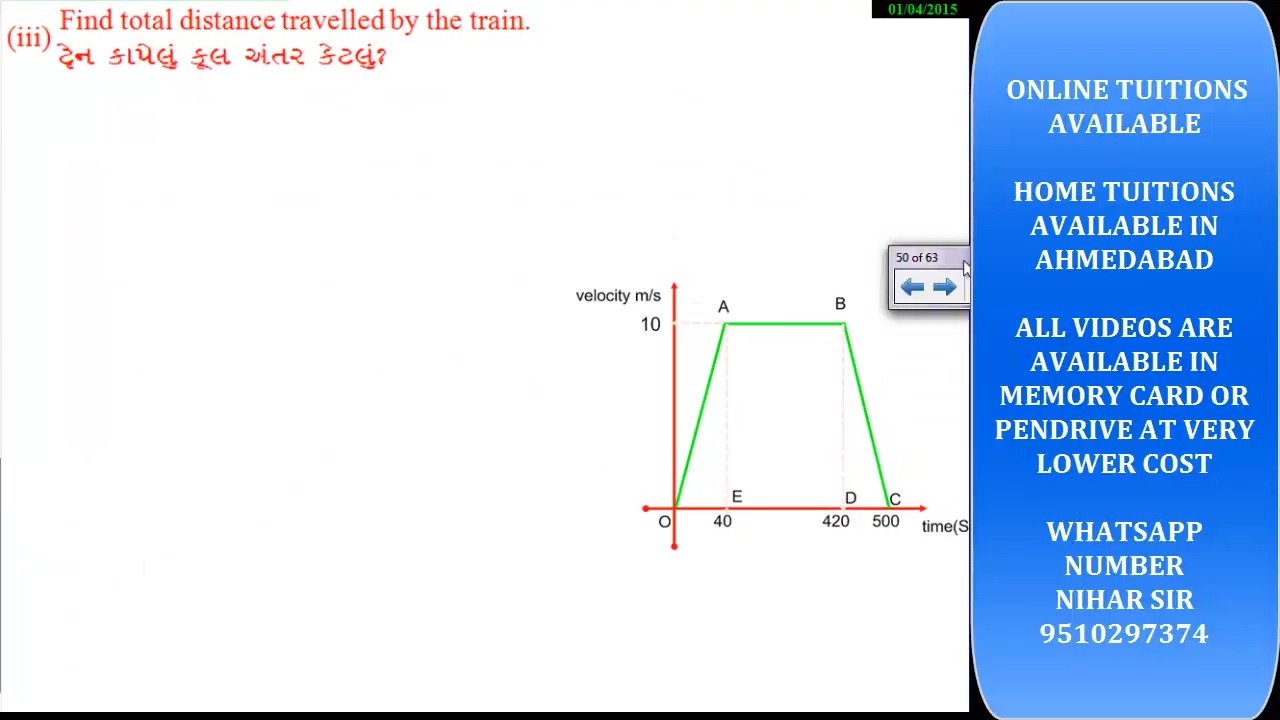 01/04/2015
(iii) Find total distance travelled by the train.
ટ્રેન કાપેલું કૂલ અંતર કેટલું?
50 of 63
velocity m/s
10
A
B
E
D
C
O
40
420
500
time(S
ONLINE TUITIONS
AVAILABLE
HOME TUITIONS
AVAILABLE IN
AHMEDABAD
ALL VIDEOS ARE
AVAILABLE IN
MEMORY CARD OR
PENDRIVE AT VERY
LOWER COST
WHATSAPP
NUMBER
NIHAR SIR
9510297374